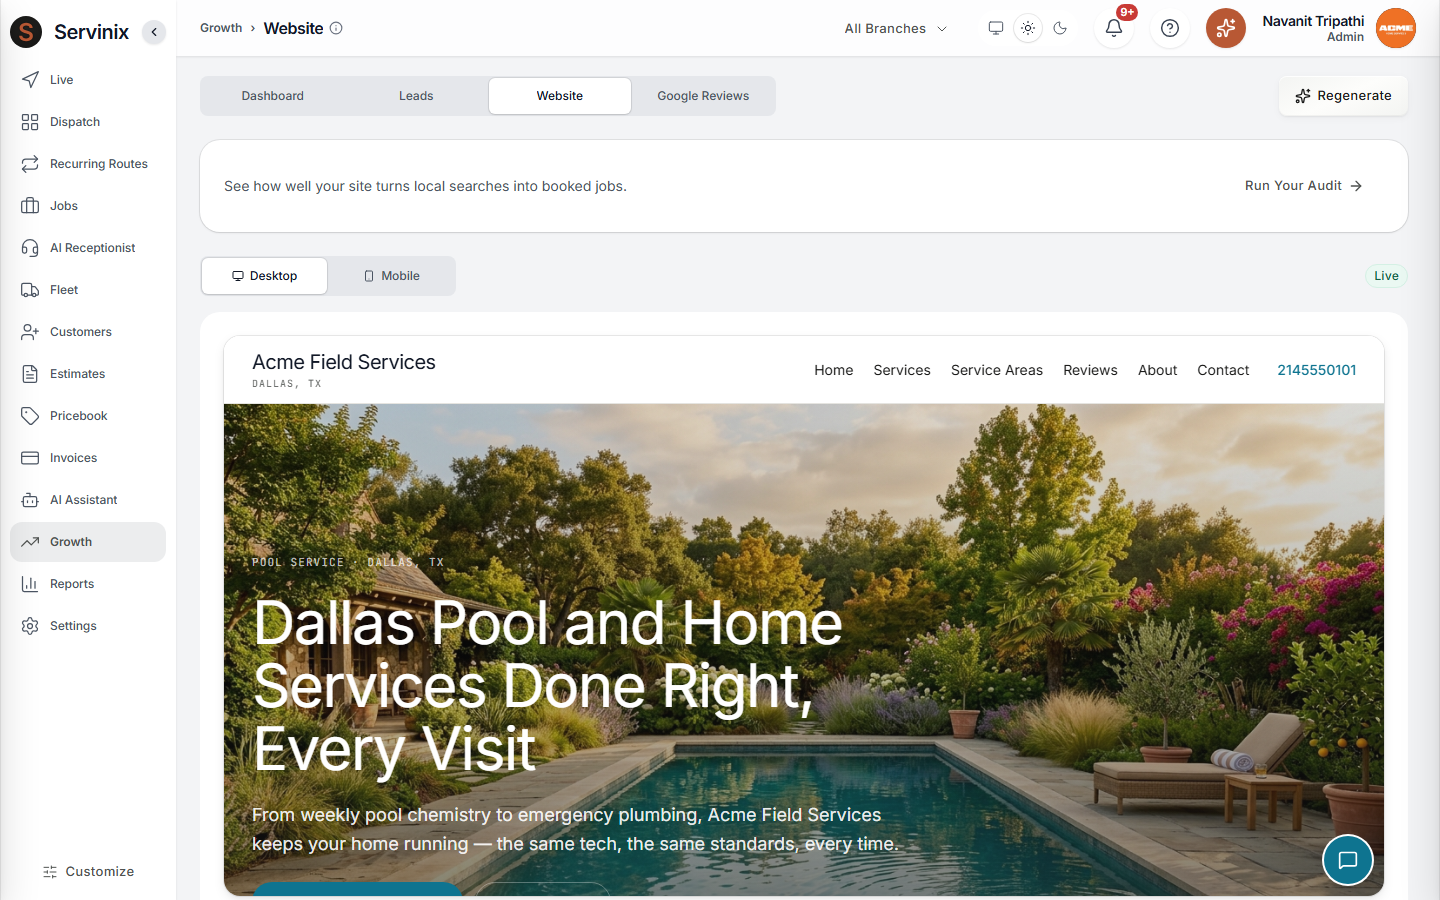 S Servinix
Growth › Website
All Branches
9+
Navanit Tripathi
Admin
ACME
Live
Dispatch
Recurring Routes
Jobs
AI Receptionist
Fleet
Customers
Estimates
Pricebook
Invoices
AI Assistant
Growth
Reports
Settings
Customize
Dashboard
Leads
Website
Google Reviews
Regenerate
See how well your site turns local searches into booked jobs.
Run Your Audit
Desktop
Mobile
Live
Acme Field Services
DALLAS, TX
Home
Services
Service Areas
Reviews
About
Contact
2145550101
POOL SERVICE · DALLAS, TX
Dallas Pool and Home
Services Done Right,
Every Visit
From weekly pool chemistry to emergency plumbing, Acme Field Services
keeps your home running — the same tech, the same standards, every time.